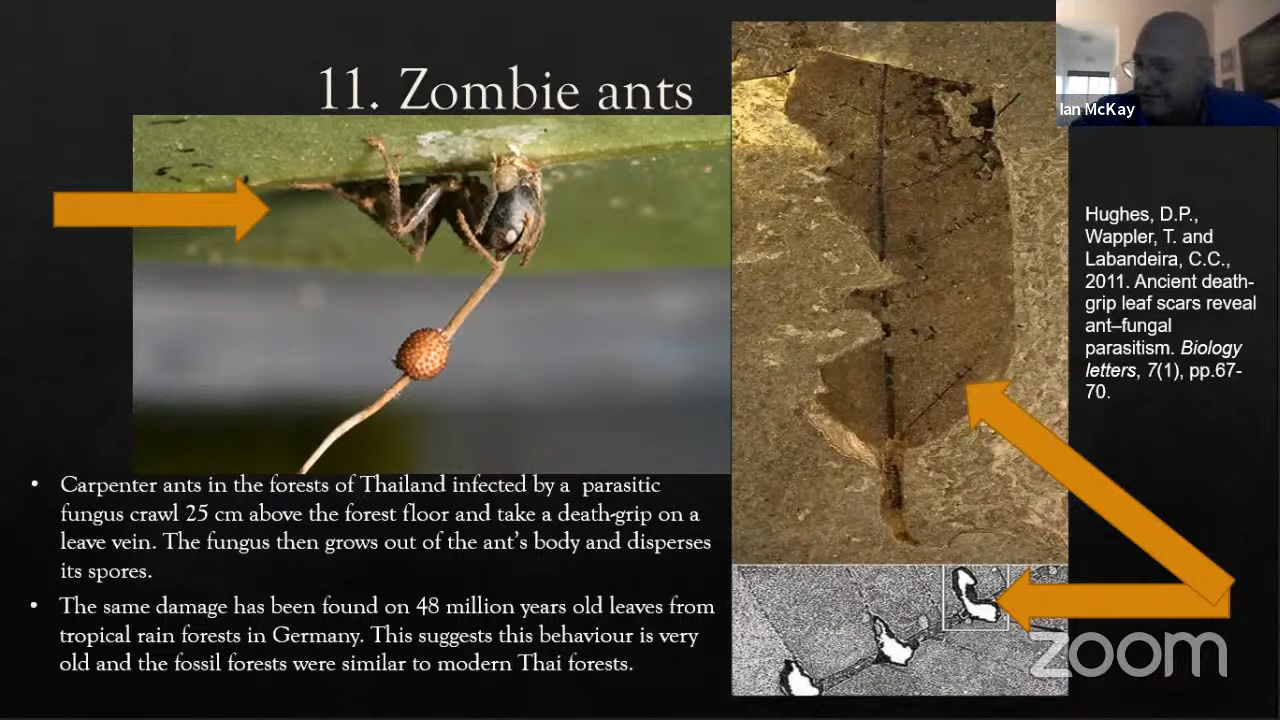 11. Zombie ants
Ian McKay
Hughes, D.P.,
Wappler, T. and
Labandeira, C.C.,
2011. Ancient death-
grip leaf scars reveal
ant–fungal
parasitism. Biology
letters, 7(1), pp.67-
70.
• Carpenter ants in the forests of Thailand infected by a parasitic
fungus crawl 25 cm above the forest floor and take a death-grip on a
leave vein. The fungus then grows out of the ant's body and disperses
its spores.
• The same damage has been found on 48 million years old leaves from
tropical rain forests in Germany. This suggests this behaviour is very
old and the fossil forests were similar to modern Thai forests.
zoom